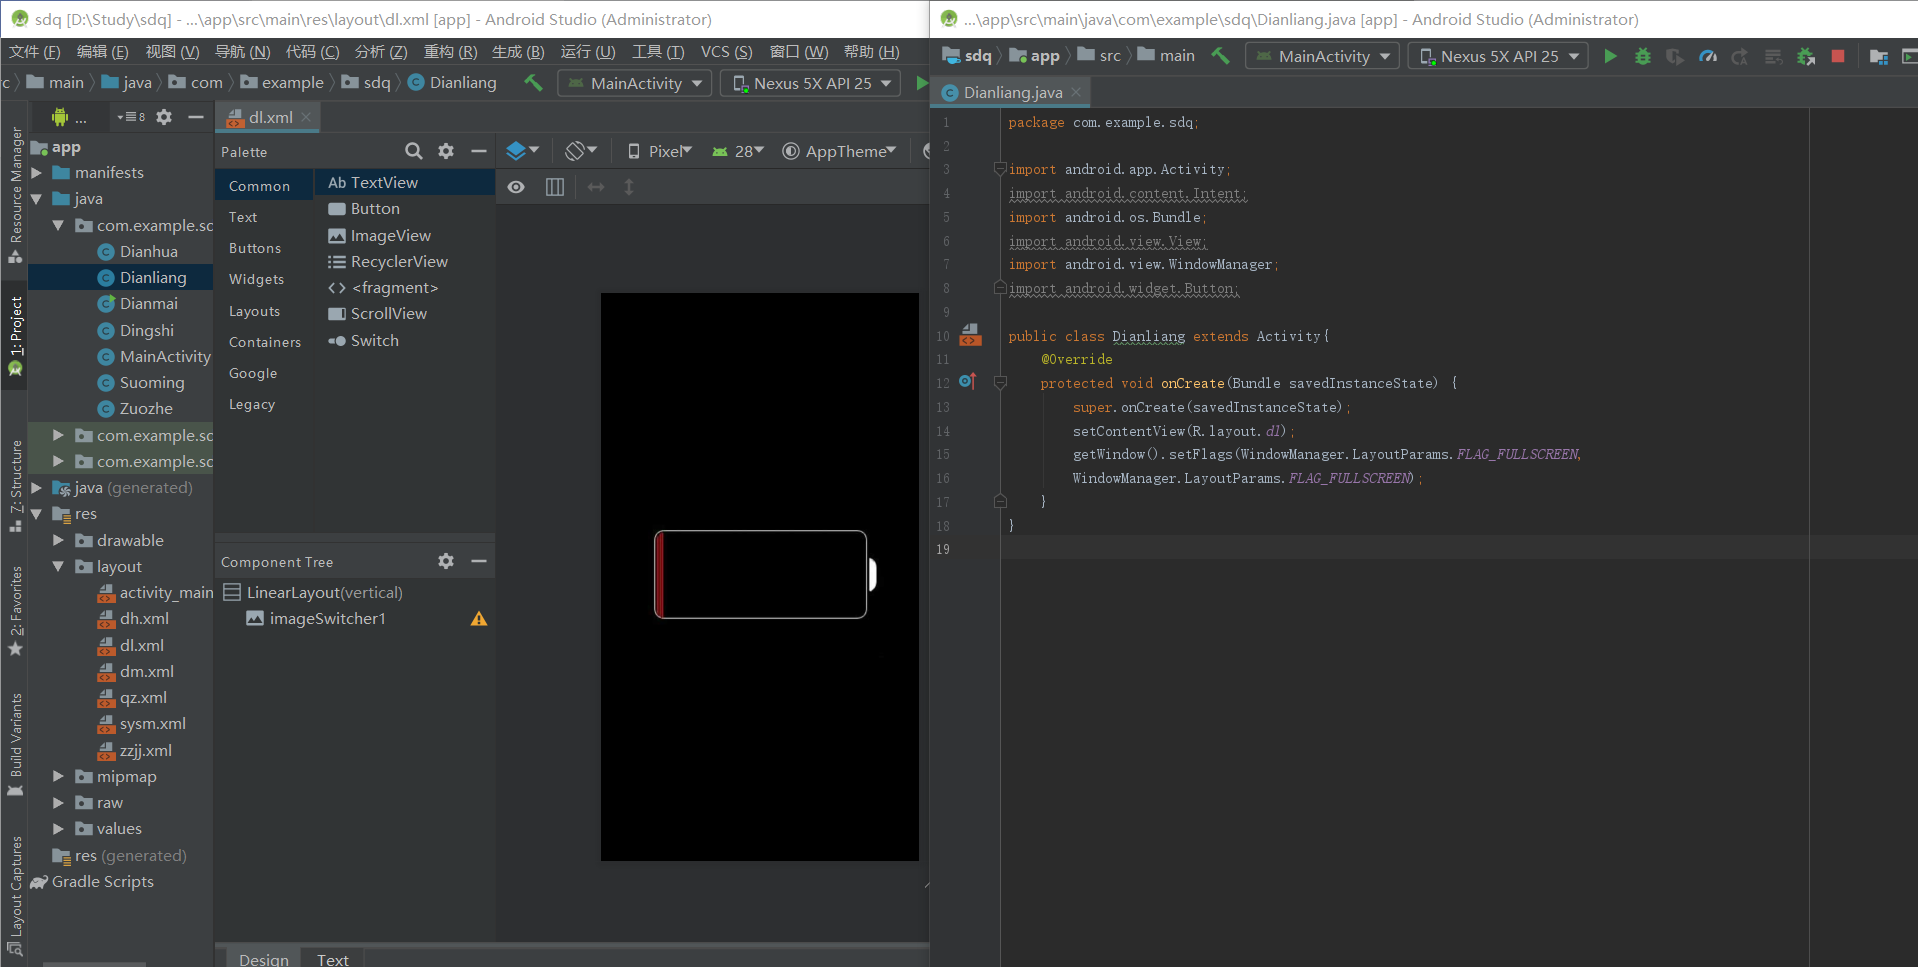 sdq [D:\Study\sdq] - ...\app\src\main\res\layout\dl.xml [app] - Android Studio (Administrator)
文件 (F) 编辑 (E) 视图 (V) 导航 (N) 代码 (C) 分析 (Z) 重构 (R) 生成 (B) 运行 (U) 工具 (T) VCS (S) 窗口 (W) 帮助 (H)
rc main java com example sdq Dianliang MainActivity Nexus 5X API 25
... 8
app
manifests
java
com.example.sc
Dianhua
Dianliang
Dianmai
Dingshi
MainActivity
Suoming
Zuozhe
com.example.sc
com.example.sc
java (generated)
res
drawable
layout
activity_main
dh.xml
dl.xml
dm.xml
qz.xml
sysm.xml
zzjj.xml
mipmap
raw
values
res (generated)
Gradle Scripts
Resource Manager
1: Project
7: Structure
2: Favorites
Build Variants
Layout Captures
dl.xml
Palette
Common
Text
Buttons
Widgets
Layouts
Containers
Google
Legacy
Ab TextView
Button
ImageView
RecyclerView
<fragment>
ScrollView
Switch
Pixel 28 AppTheme
Component Tree
LinearLayout(vertical)
imageSwitcher1
Design Text
...\app\src\main\java\com\example\sdq\Dianliang.java [app] - Android Studio (Administrator)
sdq app src main MainActivity Nexus 5X API 25
Dianliang.java
1 package com.example.sdq;
2
3 import android.app.Activity;
4 import android.content.Intent;
5 import android.os.Bundle;
6 import android.view.View;
7 import android.view.WindowManager;
8 import android.widget.Button;
9
10 public class Dianliang extends Activity{
11 @Override
12 protected void onCreate(Bundle savedInstanceState) {
13 super.onCreate(savedInstanceState);
14 setContentView(R.layout.dl);
15 getWindow().setFlags(WindowManager.LayoutParams.FLAG_FULLSCREEN,
16 WindowManager.LayoutParams.FLAG_FULLSCREEN);
17 }
18 }
19